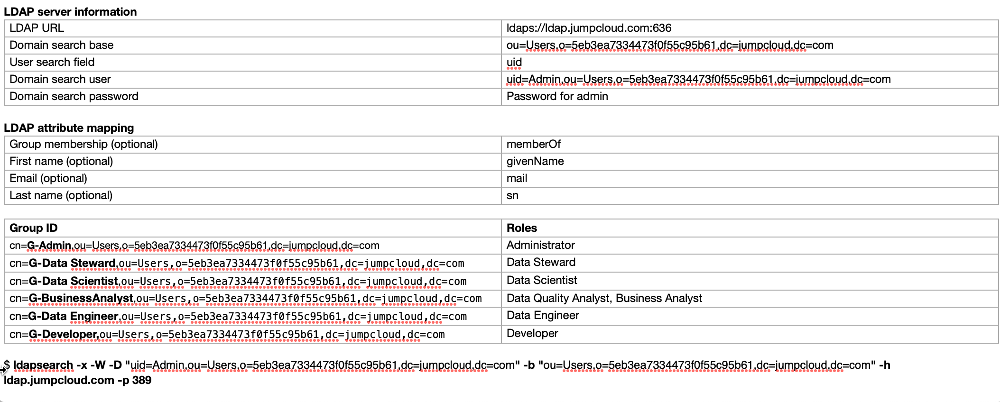 LDAP server information
LDAP URL ldaps://ldap.jumpcloud.com:636
Domain search base ou=Users,o=5eb3ea7334473f0f55c95b61,dc=jumpcloud,dc=com
User search field uid
Domain search user uid=Admin,ou=Users,o=5eb3ea7334473f0f55c95b61,dc=jumpcloud,dc=com
Domain search password Password for admin
LDAP attribute mapping
Group membership (optional) memberOf
First name (optional) givenName
Email (optional) mail
Last name (optional) sn
Group ID Roles
cn=G-Admin,ou=Users,o=5eb3ea7334473f0f55c95b61,dc=jumpcloud,dc=com Administrator
cn=G-Data Steward,ou=Users,o=5eb3ea7334473f0f55c95b61,dc=jumpcloud,dc=com Data Steward
cn=G-Data Scientist,ou=Users,o=5eb3ea7334473f0f55c95b61,dc=jumpcloud,dc=com Data Scientist
cn=G-BusinessAnalyst,ou=Users,o=5eb3ea7334473f0f55c95b61,dc=jumpcloud,dc=com Data Quality Analyst, Business Analyst
cn=G-Data Engineer,ou=Users,o=5eb3ea7334473f0f55c95b61,dc=jumpcloud,dc=com Data Engineer
cn=G-Developer,ou=Users,o=5eb3ea7334473f0f55c95b61,dc=jumpcloud,dc=com Developer
$ ldapsearch -x -W -D "uid=Admin,ou=Users,o=5eb3ea7334473f0f55c95b61,dc=jumpcloud,dc=com" -b "ou=Users,o=5eb3ea7334473f0f55c95b61,dc=jumpcloud,dc=com" -h
ldap.jumpcloud.com -p 389